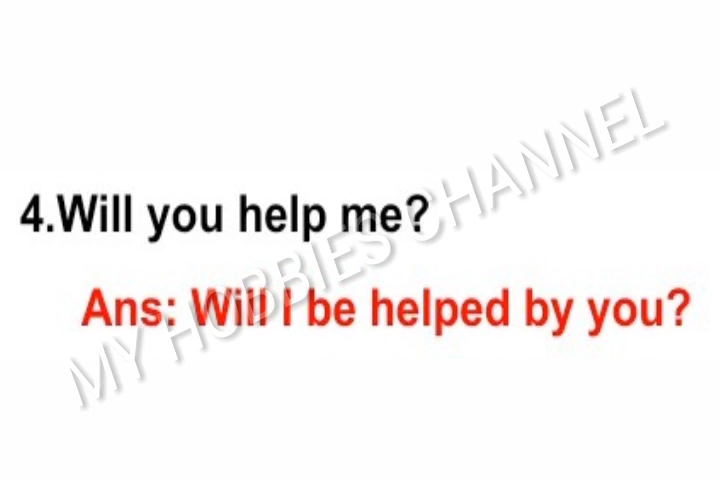 4.Will you help me?
Ans: Will I be helped by you?
MY HOBBIES CHANNEL